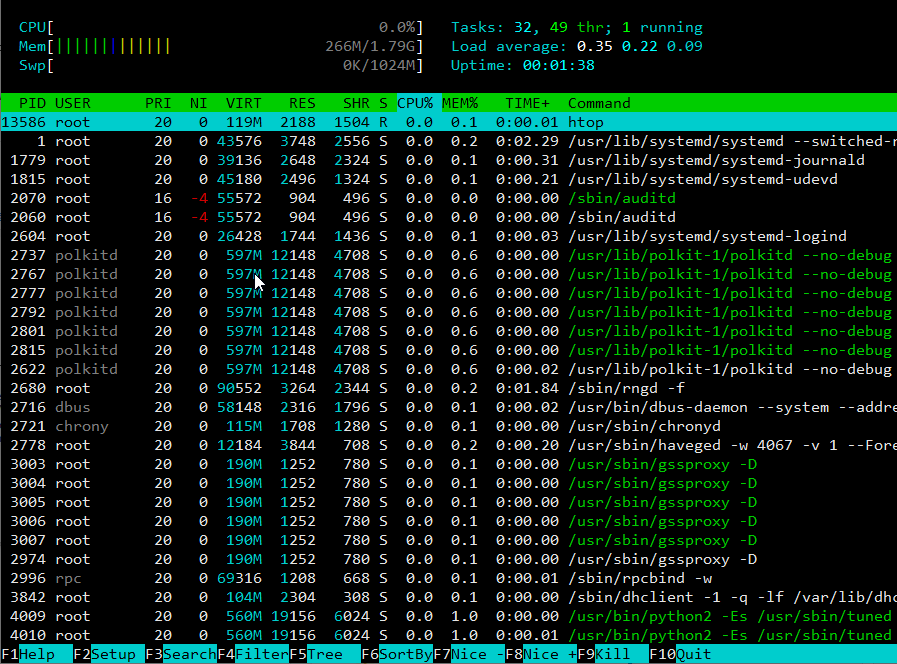 CPU[ 0.0%] Tasks: 32, 49 thr; 1 running
Mem[||||||||||||| 266M/1.79G] Load average: 0.35 0.22 0.09
Swp[ 0K/1024M] Uptime: 00:01:38
PID USER PRI NI VIRT RES SHR S CPU% MEM% TIME+ Command
13586 root 20 0 119M 2188 1504 R 0.0 0.1 0:00.01 htop
1 root 20 0 43576 3748 2556 S 0.0 0.2 0:02.29 /usr/lib/systemd/systemd --switched-r
1779 root 20 0 39136 2648 2324 S 0.0 0.1 0:00.31 /usr/lib/systemd/systemd-journald
1815 root 20 0 45180 2496 1324 S 0.0 0.1 0:00.21 /usr/lib/systemd/systemd-udevd
2070 root 16 -4 55572 904 496 S 0.0 0.0 0:00.00 /sbin/auditd
2060 root 16 -4 55572 904 496 S 0.0 0.0 0:00.00 /sbin/auditd
2604 root 20 0 26428 1744 1436 S 0.0 0.1 0:00.03 /usr/lib/systemd/systemd-logind
2737 polkitd 20 0 597M 12148 4708 S 0.0 0.6 0:00.00 /usr/lib/polkit-1/polkitd --no-debug
2767 polkitd 20 0 597M 12148 4708 S 0.0 0.6 0:00.00 /usr/lib/polkit-1/polkitd --no-debug
2777 polkitd 20 0 597M 12148 4708 S 0.0 0.6 0:00.00 /usr/lib/polkit-1/polkitd --no-debug
2792 polkitd 20 0 597M 12148 4708 S 0.0 0.6 0:00.00 /usr/lib/polkit-1/polkitd --no-debug
2801 polkitd 20 0 597M 12148 4708 S 0.0 0.6 0:00.00 /usr/lib/polkit-1/polkitd --no-debug
2815 polkitd 20 0 597M 12148 4708 S 0.0 0.6 0:00.00 /usr/lib/polkit-1/polkitd --no-debug
2622 polkitd 20 0 597M 12148 4708 S 0.0 0.6 0:00.02 /usr/lib/polkit-1/polkitd --no-debug
2680 root 20 0 90552 3264 2344 S 0.0 0.2 0:01.84 /sbin/rngd -f
2716 dbus 20 0 58148 2316 1796 S 0.0 0.1 0:00.02 /usr/bin/dbus-daemon --system --addre
2721 chrony 20 0 115M 1708 1280 S 0.0 0.1 0:00.01 /usr/sbin/chronyd
2778 root 20 0 12184 3844 708 S 0.0 0.2 0:00.20 /usr/sbin/haveged -w 4067 -v 1 --Fore
3003 root 20 0 190M 1252 780 S 0.0 0.1 0:00.00 /usr/sbin/gssproxy -D
3004 root 20 0 190M 1252 780 S 0.0 0.1 0:00.00 /usr/sbin/gssproxy -D
3005 root 20 0 190M 1252 780 S 0.0 0.1 0:00.00 /usr/sbin/gssproxy -D
3006 root 20 0 190M 1252 780 S 0.0 0.1 0:00.00 /usr/sbin/gssproxy -D
3007 root 20 0 190M 1252 780 S 0.0 0.1 0:00.00 /usr/sbin/gssproxy -D
2974 root 20 0 190M 1252 780 S 0.0 0.1 0:00.00 /usr/sbin/gssproxy -D
2996 rpc 20 0 69316 1208 668 S 0.0 0.1 0:00.01 /sbin/rpcbind -w
3842 root 20 0 104M 2304 308 S 0.0 0.1 0:00.00 /sbin/dhclient -1 -q -lf /var/lib/dhc
4009 root 20 0 560M 19156 6024 S 0.0 1.0 0:00.00 /usr/bin/python2 -Es /usr/sbin/tuned
4010 root 20 0 560M 19156 6024 S 0.0 1.0 0:00.01 /usr/bin/python2 -Es /usr/sbin/tuned
F1Help F2Setup F3SearchF4FilterF5Tree F6SortByF7Nice -F8Nice +F9Kill F10Quit